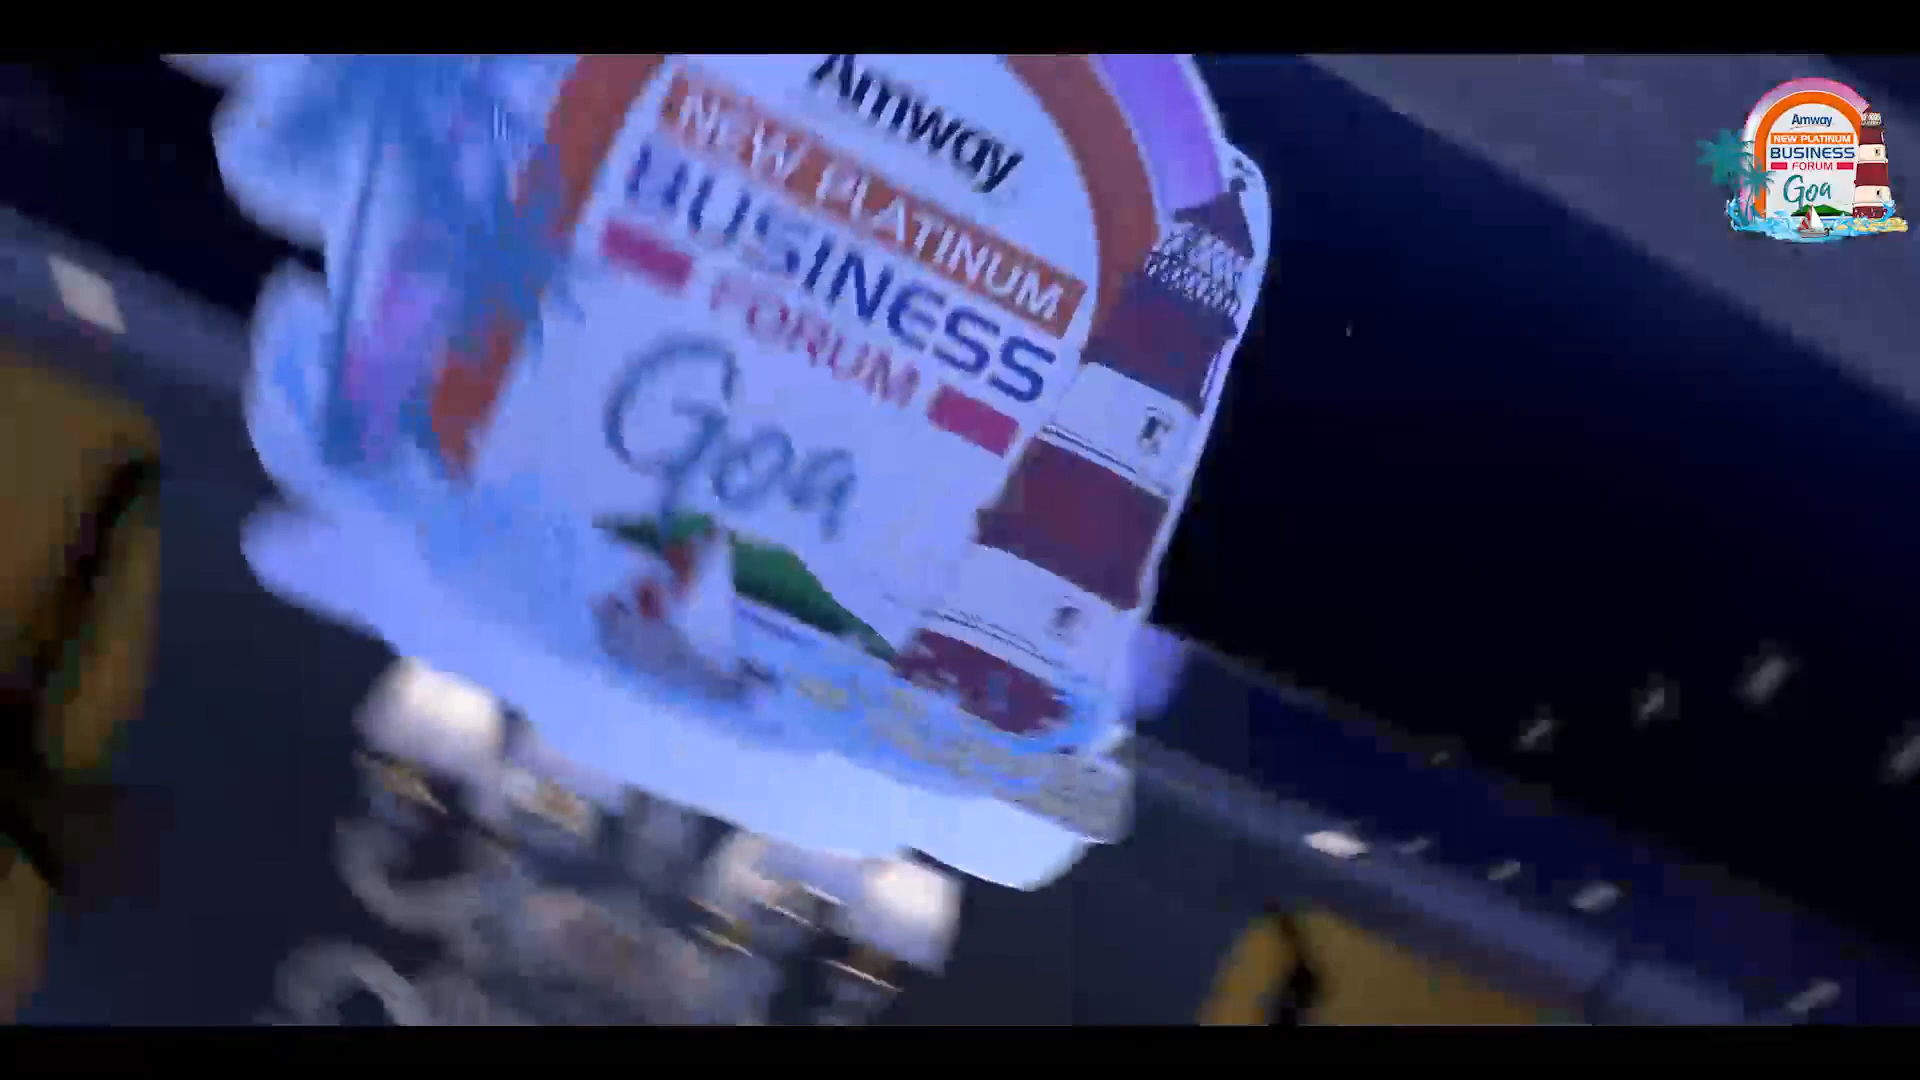 Amway
NEW PLATINUM
BUSINESS
FORUM
Goa
Amway
NEW PLATINUM
BUSINESS
FORUM
Goa